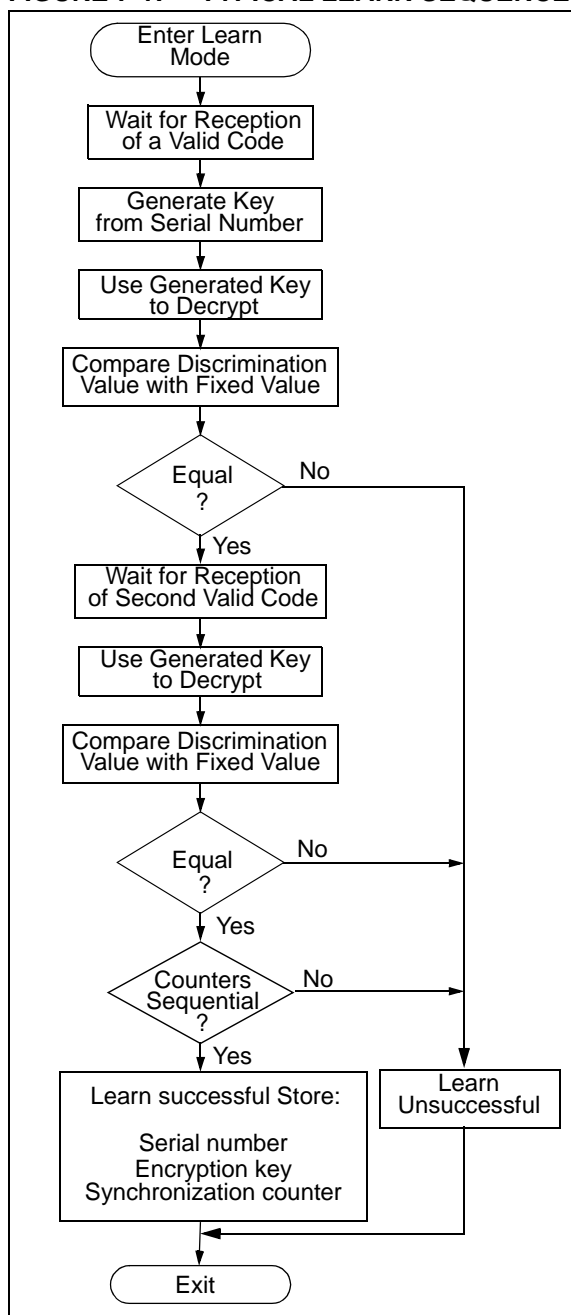 Enter Learn
Mode
Wait for Reception
of a Valid Code
Generate Key
from Serial Number
Use Generated Key
to Decrypt
Compare Discrimination
Value with Fixed Value
Equal
?
No
Yes
Wait for Reception
of Second Valid Code
Use Generated Key
to Decrypt
Compare Discrimination
Value with Fixed Value
Equal
?
No
Yes
Counters
Sequential
?
No
Yes
Learn successful Store:
Serial number
Encryption key
Synchronization counter
Learn
Unsuccessful
Exit